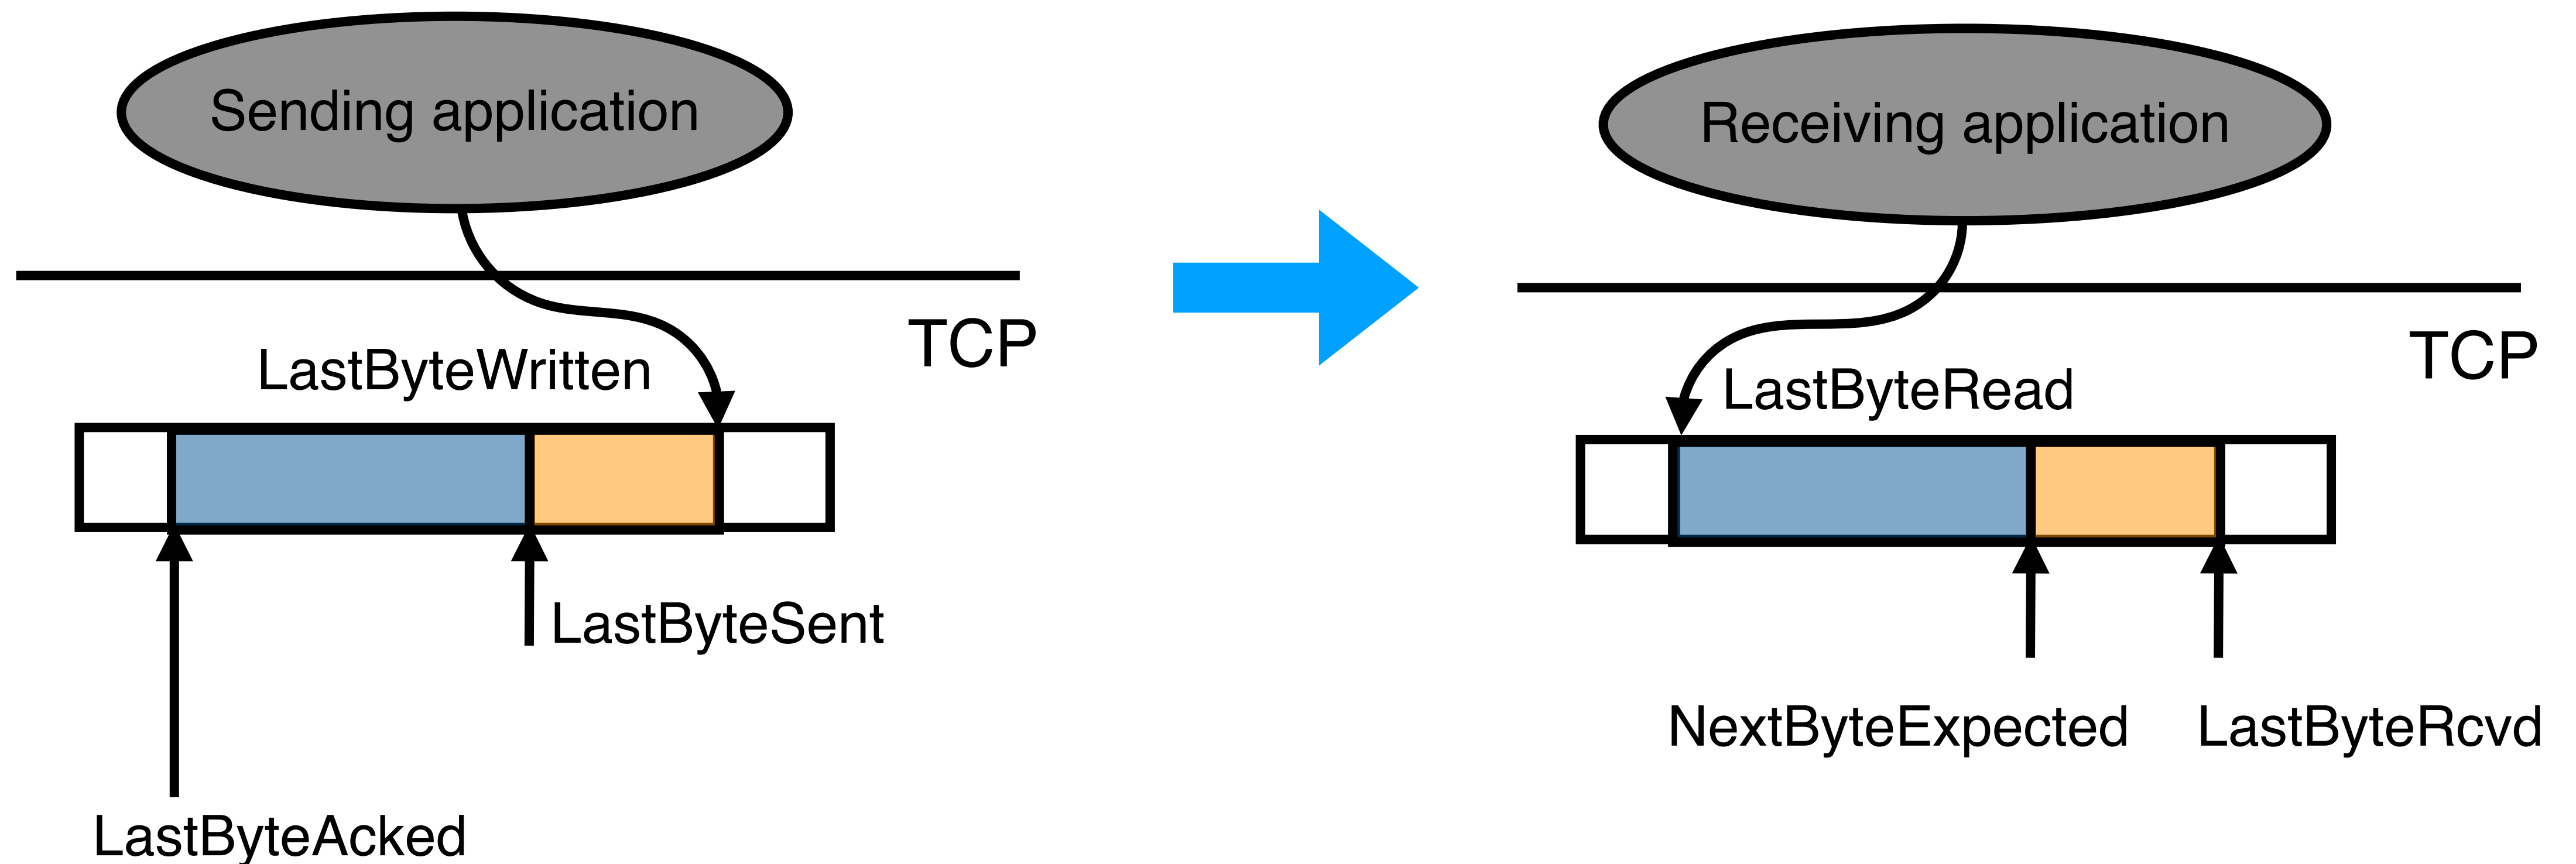 Sending application
Receiving application
TCP
TCP
LastByteWritten
LastByteRead
LastByteSent
NextByteExpected
LastByteRcvd
LastByteAcked